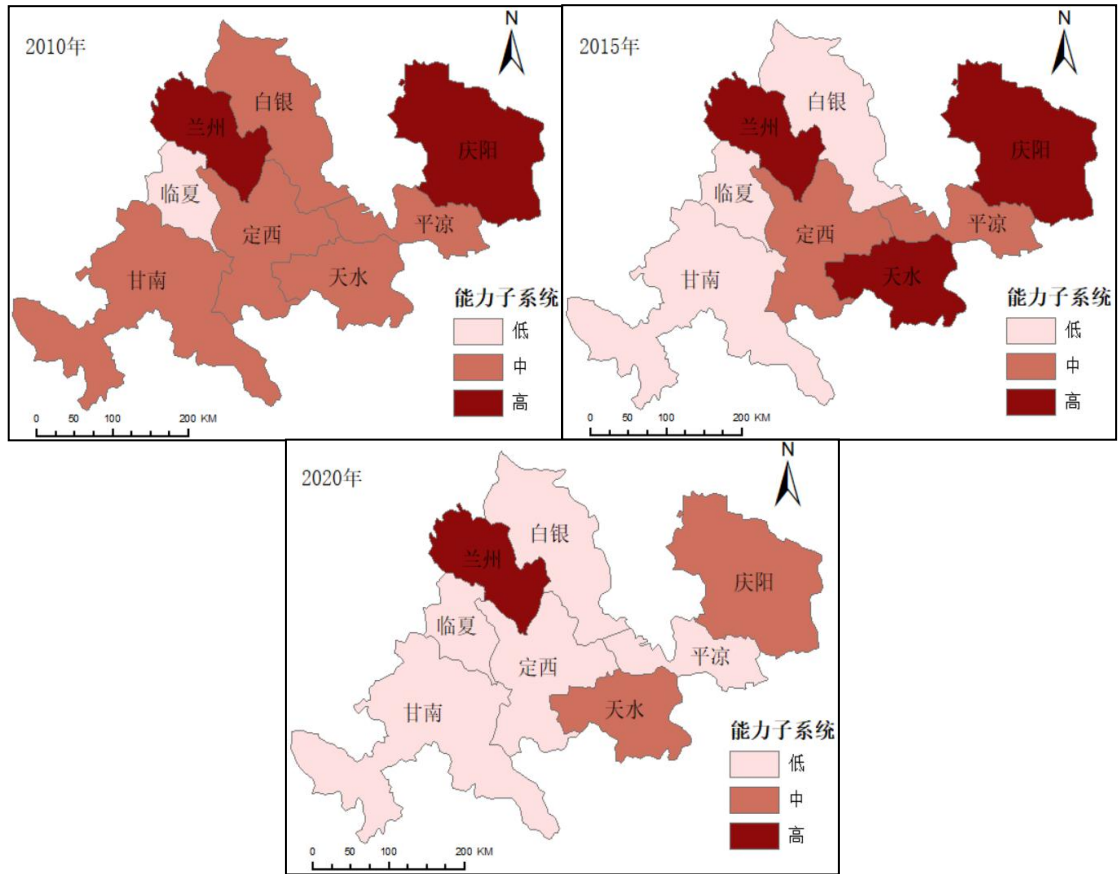 2010年
N
白银
兰州
庆阳
临夏
平凉
定西
天水
甘南
能力子系统
低
中
高
0 50 100 200 KM
2015年
N
白银
兰州
庆阳
临夏
平凉
定西
天水
甘南
能力子系统
低
中
高
0 50 100 200 KM
2020年
N
白银
兰州
庆阳
临夏
平凉
定西
天水
甘南
能力子系统
低
中
高
0 50 100 200 KM